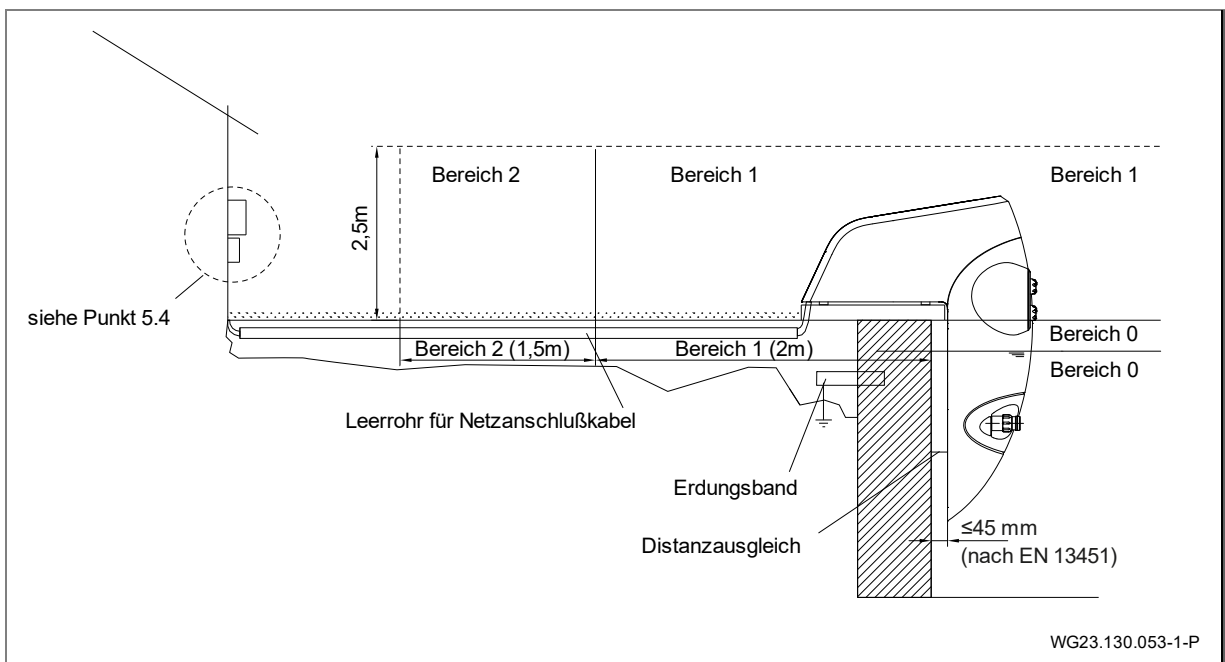 Bereich 2
Bereich 1
Bereich 1
2,5m
siehe Punkt 5.4
Bereich 0
Bereich 2 (1,5m)
Bereich 1 (2m)
Bereich 0
Leerrohr für Netzanschlußkabel
Erdungsband
Distanzausgleich
≤45 mm
(nach EN 13451)
WG23.130.053-1-P